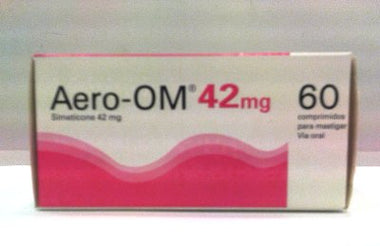 Aero-OM® 42mg
Simeticone 42 mg
60
comprimidos
para mastigar
Via oral